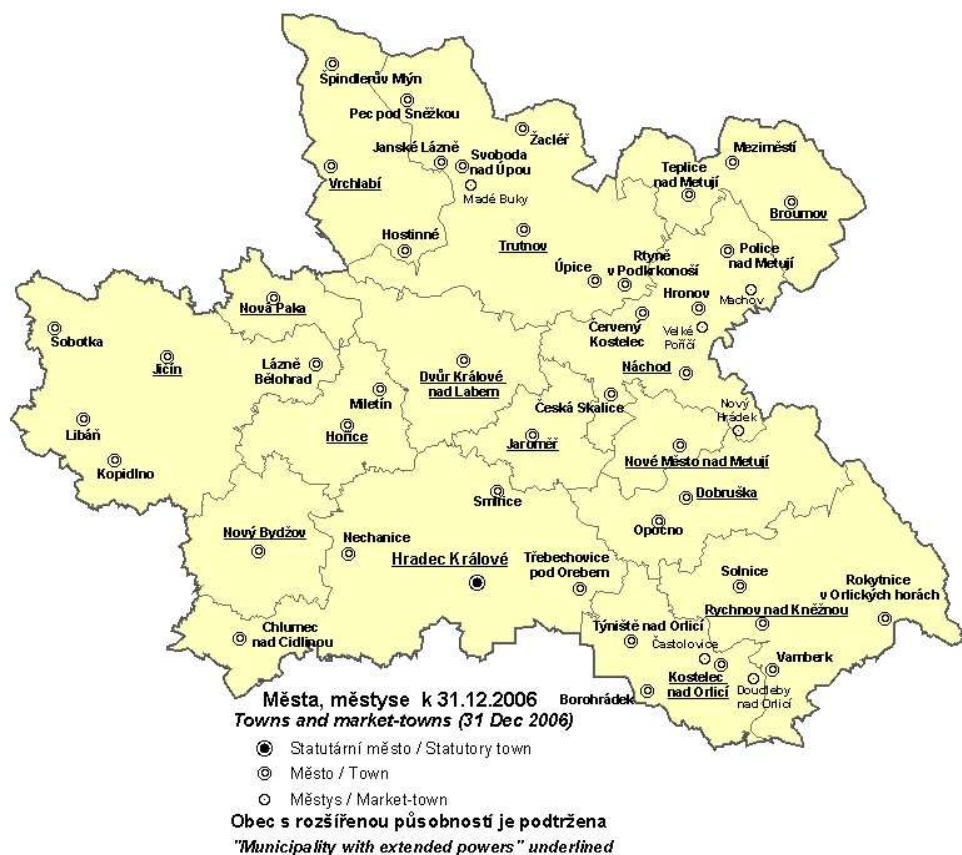 Špindlerův Mlýn
Pec pod Sněžkou
Žacléř
Janské Lázně
Svoboda
nad Úpou
Vrchlabí
Madé Buky
Meziměstí
Teplice
nad Metují
Broumov
Hostinné
Trutnov
Police
nad Metují
Rtyně
v Podkrkonoší
Úpice
Machov
Hronov
Nová Paka
Červený
Kostelec
Velké
Poříčí
Sobotka
Jičín
Lázně
Bělohrad
Dvůr Králové
nad Labem
Náchod
Miletín
Česká Skalice
Nový
Hrádek
Libáň
Hořice
Jaroměř
Kopidlno
Nové Město nad Metují
Smiřice
Dobruška
Opočno
Nový Bydžov
Nechanice
Hradec Králové
Třebechovice
pod Orebem
Solnice
Rokytnice
v Orlických horách
Rychnov nad Kněžnou
Chlumec
nad Cidlinou
Týniště nad Orlicí
Častolovice
Vamberk
Kostelec
nad Orlicí
Doudleby
nad Orlicí
Borohrádek
Města, městyse k 31.12.2006
Towns and market-towns (31 Dec 2006)
Statutární město / Statutory town
Město / Town
Městys / Market-town
Obec s rozšířenou působností je podtržena
"Municipality with extended powers" underlined